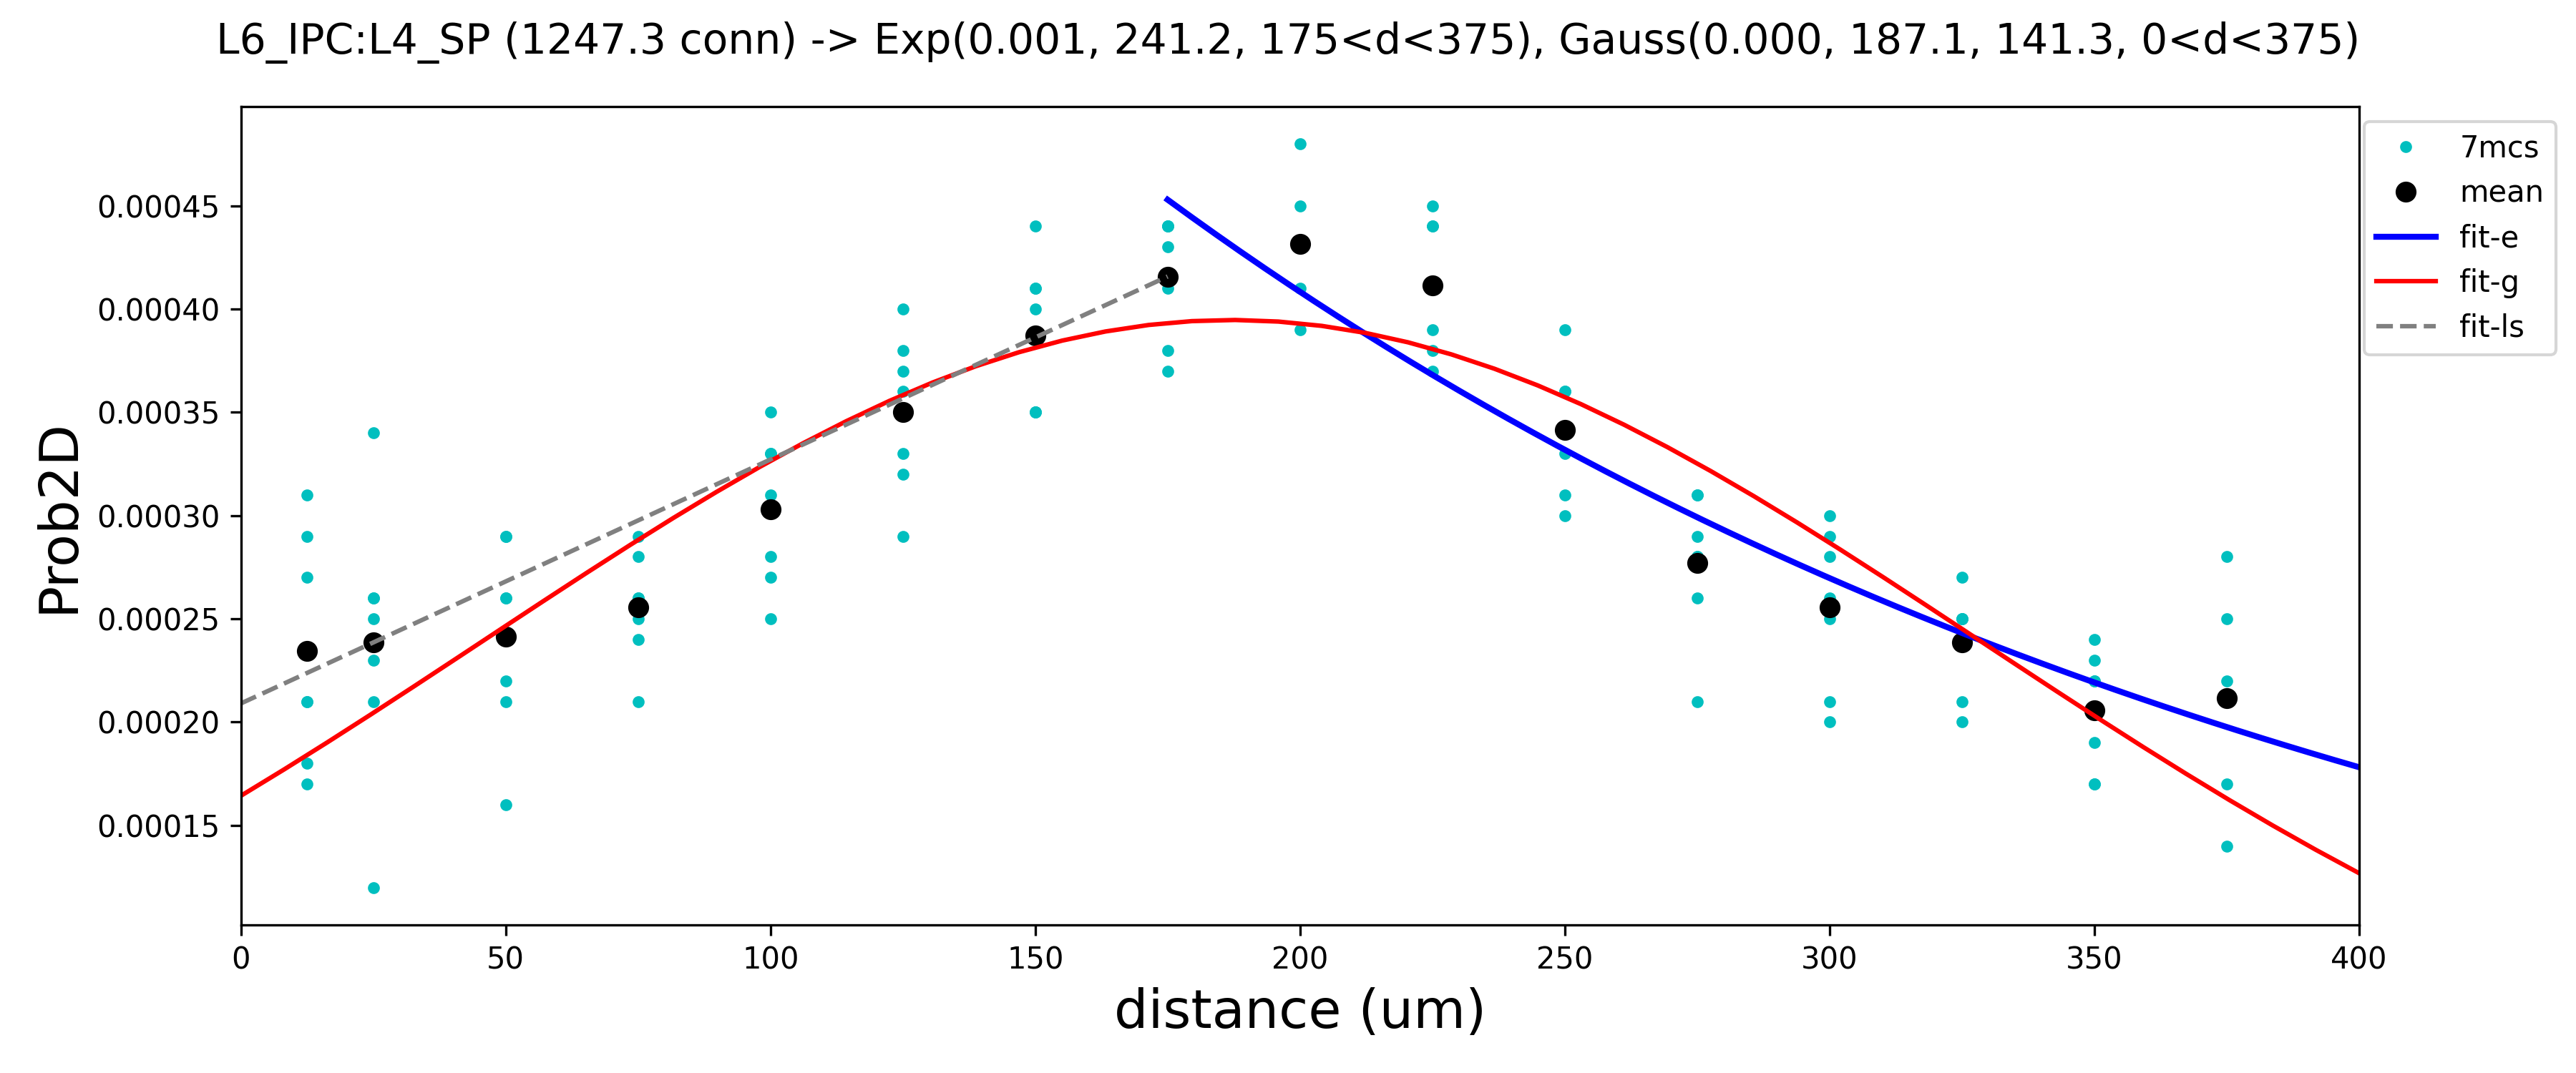 L6_IPC:L4_SP (1247.3 conn) -> Exp(0.001, 241.2, 175<d<375), Gauss(0.000, 187.1, 141.3, 0<d<375)
7mcs
mean
fit-e
fit-g
fit-ls
Prob2D
0.00045
0.00040
0.00035
0.00030
0.00025
0.00020
0.00015
0 50 100 150 200 250 300 350 400
distance (um)